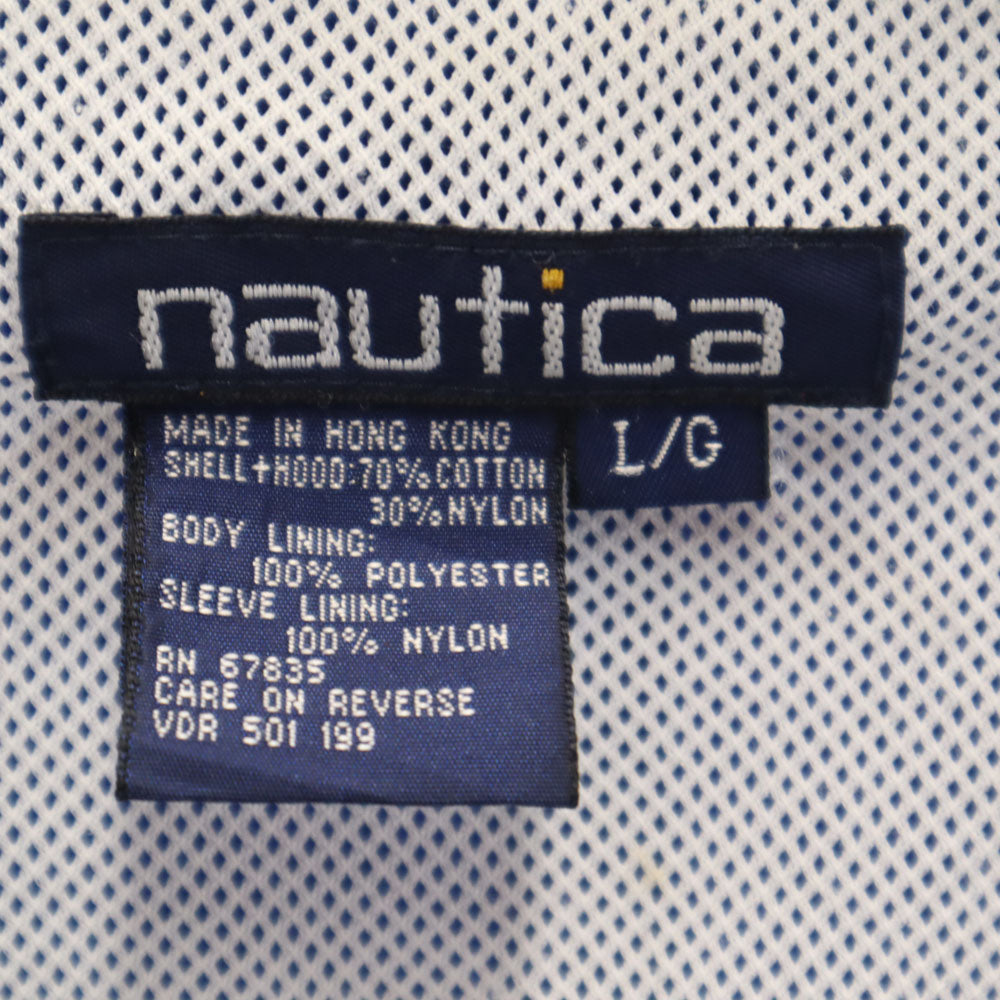 nautica
L/G
MADE IN HONG KONG
SHELL+HOOD:70%COTTON
30%NYLON
BODY LINING:
100% POLYESTER
SLEEVE LINING:
100% NYLON
RN 67835
CARE ON REVERSE
VDR 501 199